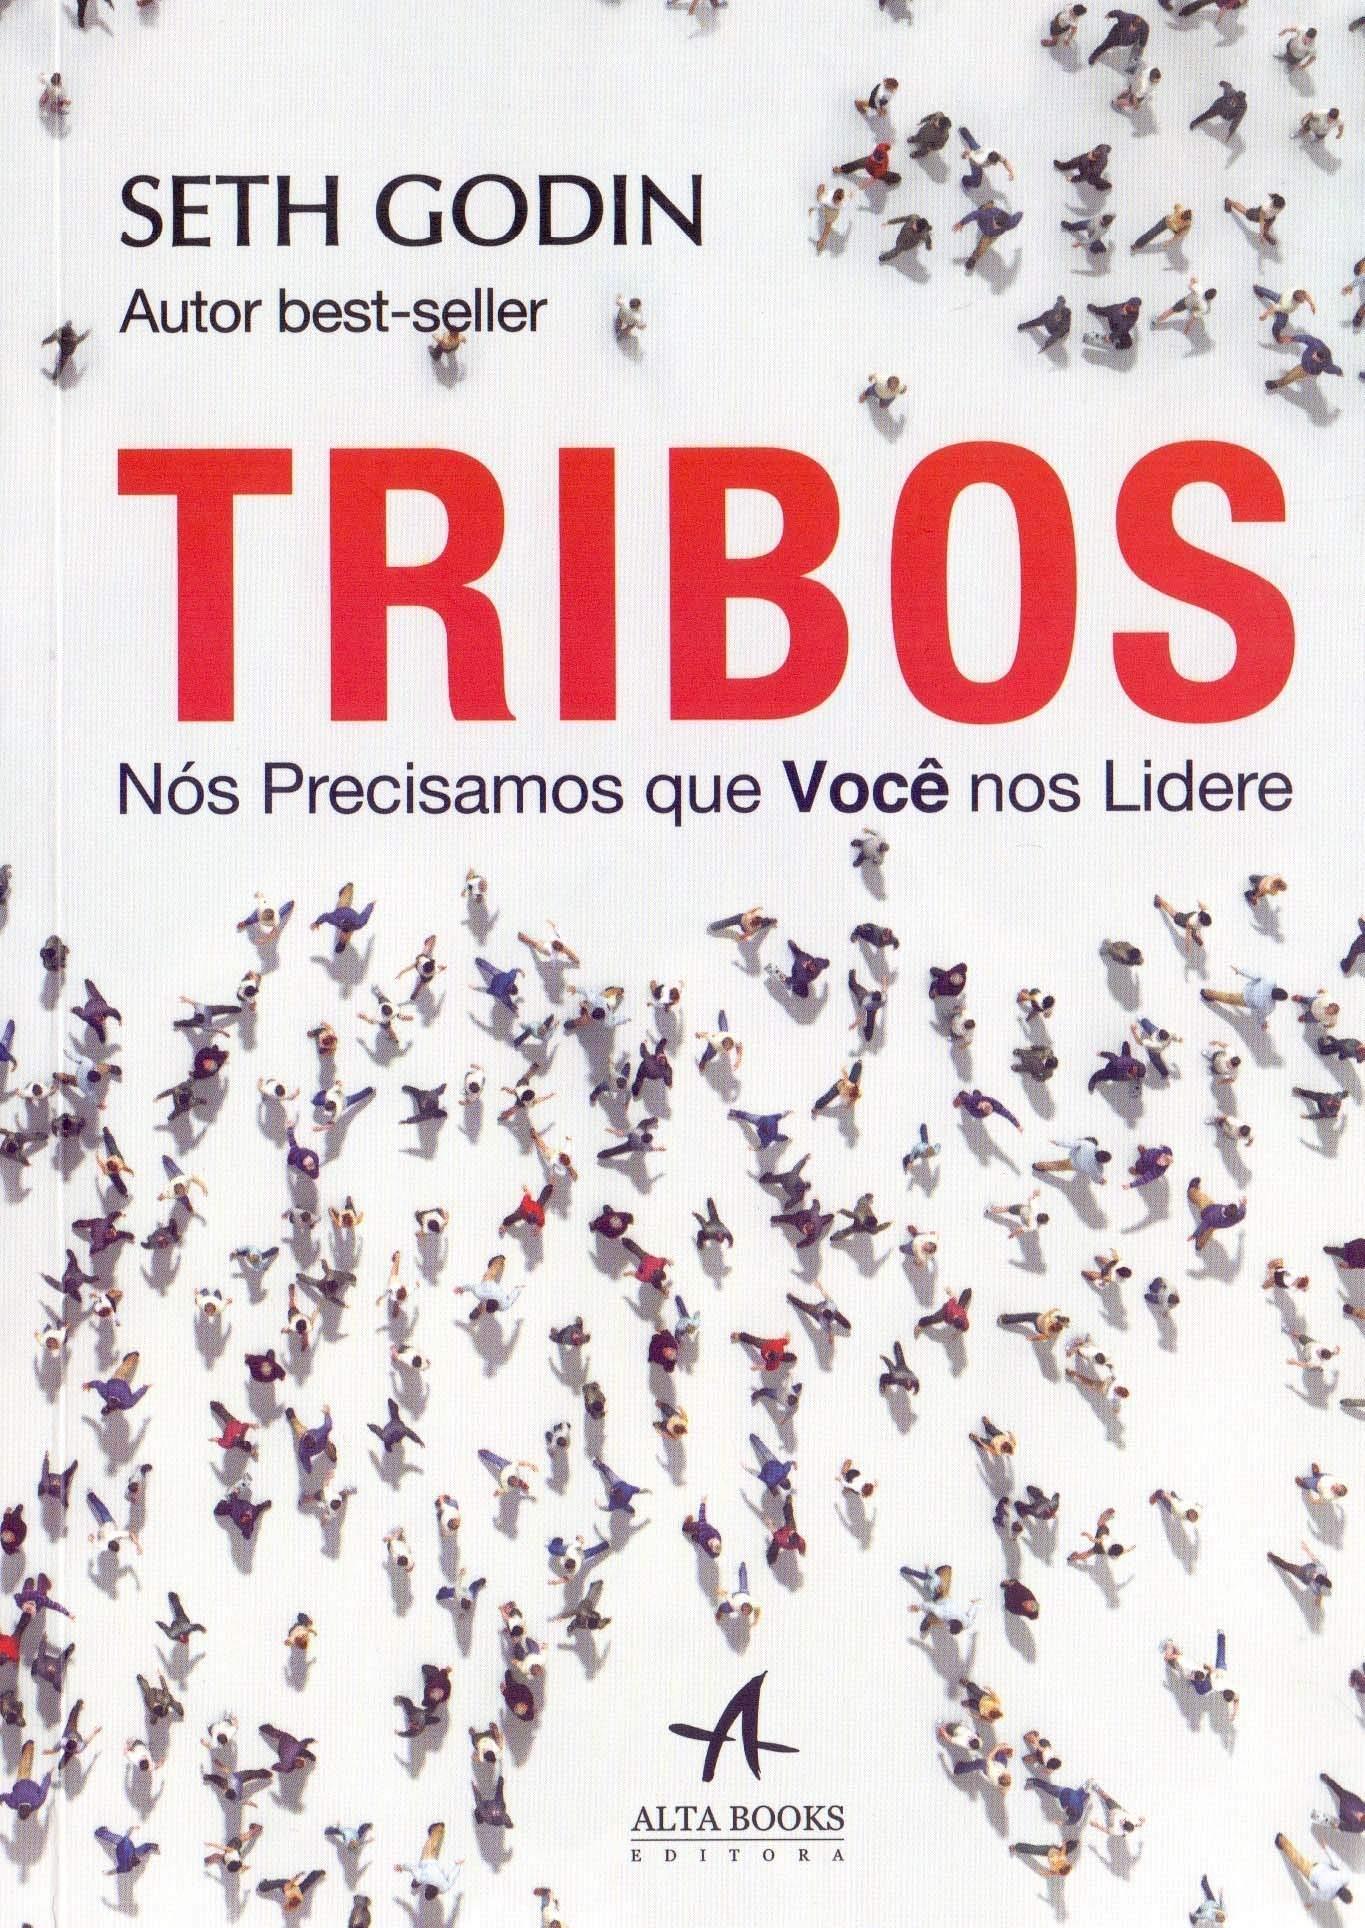 SETH GODIN
Autor best-seller
TRIBOS
Nós Precisamos que Você nos Lidere
ALTA BOOKS
EDITORA